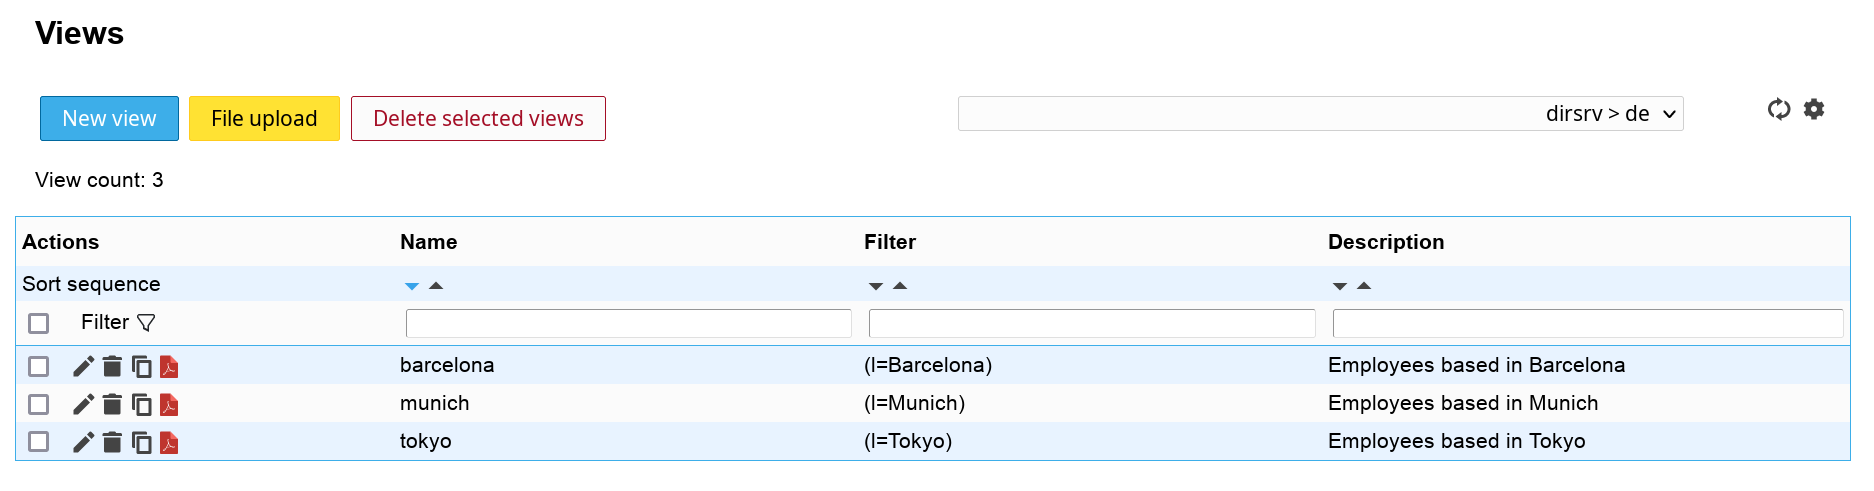 Views
New view File upload Delete selected views dirsrv > de
View count: 3
Actions Name Filter Description
Sort sequence
Filter
barcelona (l=Barcelona) Employees based in Barcelona
munich (l=Munich) Employees based in Munich
tokyo (l=Tokyo) Employees based in Tokyo